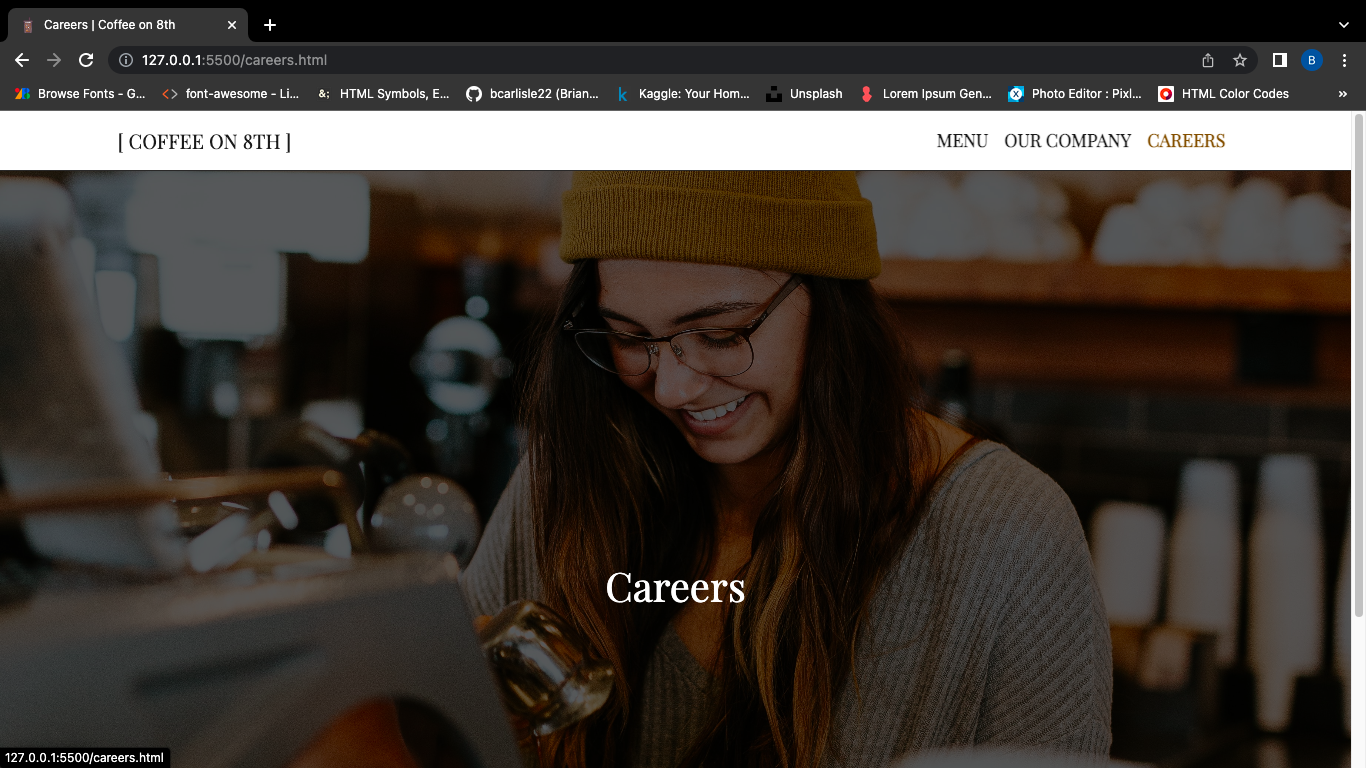 Careers | Coffee on 8th
127.0.0.1:5500/careers.html
B
Browse Fonts - G...
font-awesome - Li...
&; HTML Symbols, E...
bcarlisle22 (Brian...
k Kaggle: Your Hom...
Unsplash
Lorem Ipsum Gen...
Photo Editor : Pixl...
HTML Color Codes
»
[ COFFEE ON 8TH ]
MENU
OUR COMPANY
CAREERS
Careers
127.0.0.1:5500/careers.html